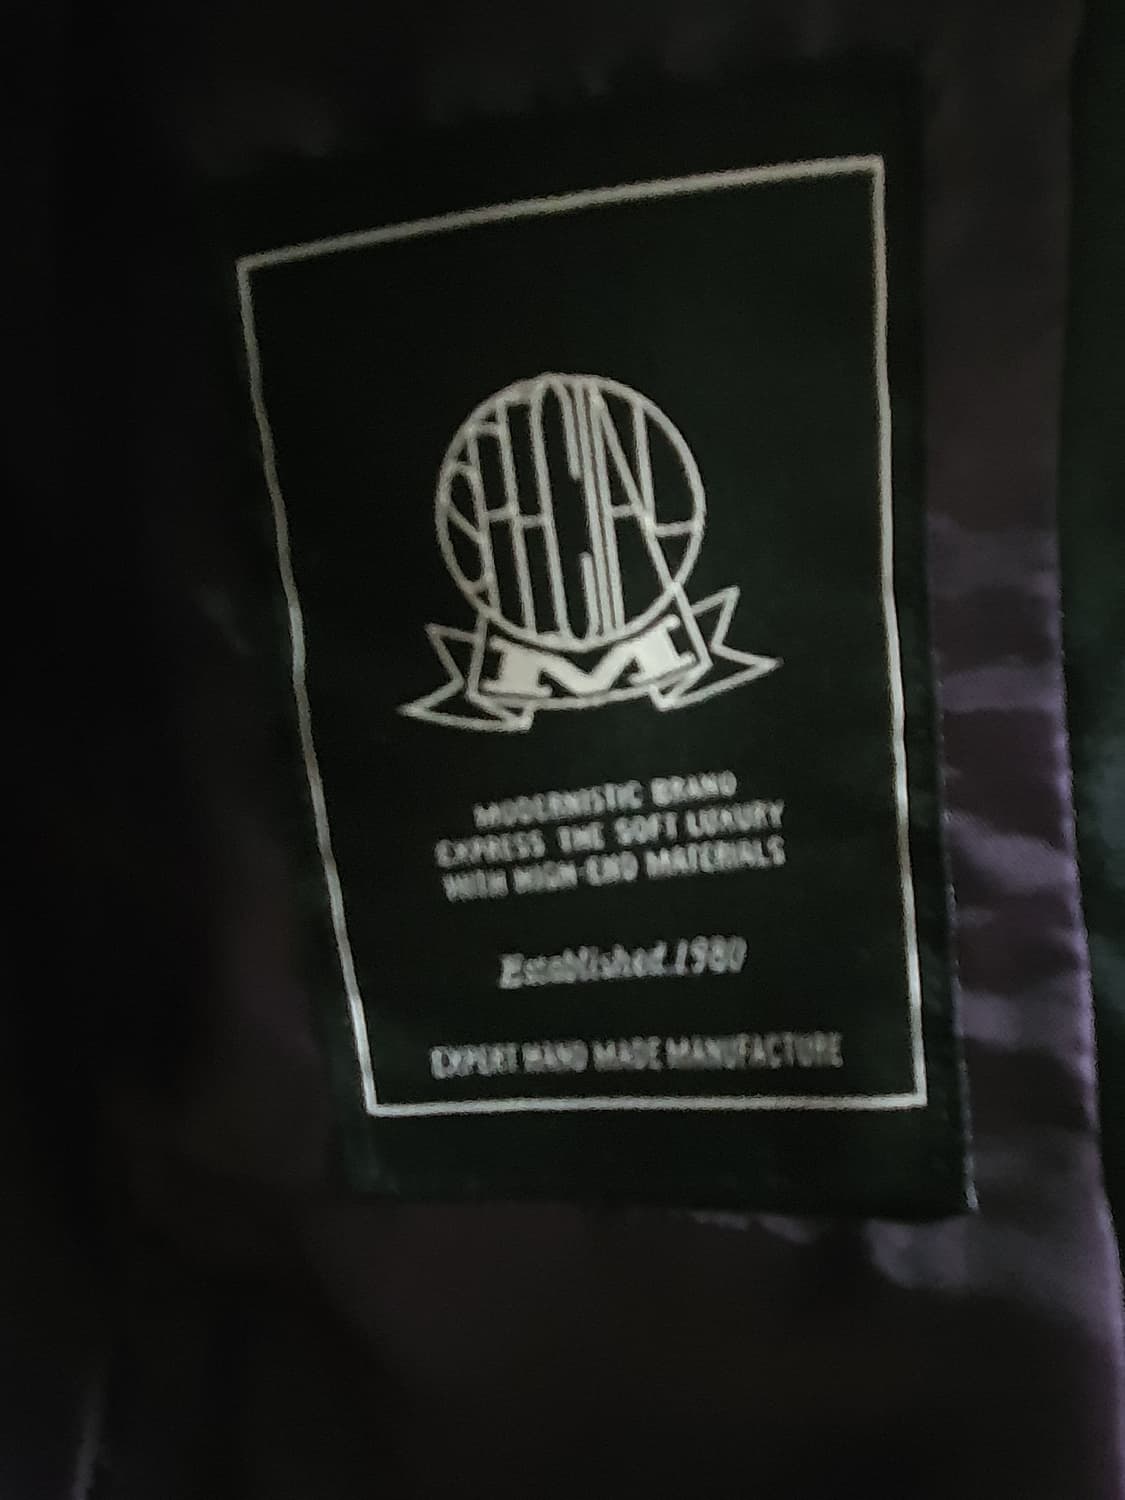 SPECIAL
M
MODERNISTIC BRAND
EXPRESS THE SOFT LUXURY
WITH HIGH-END MATERIALS
Established.1980
EXPERT HAND MADE MANUFACTURE